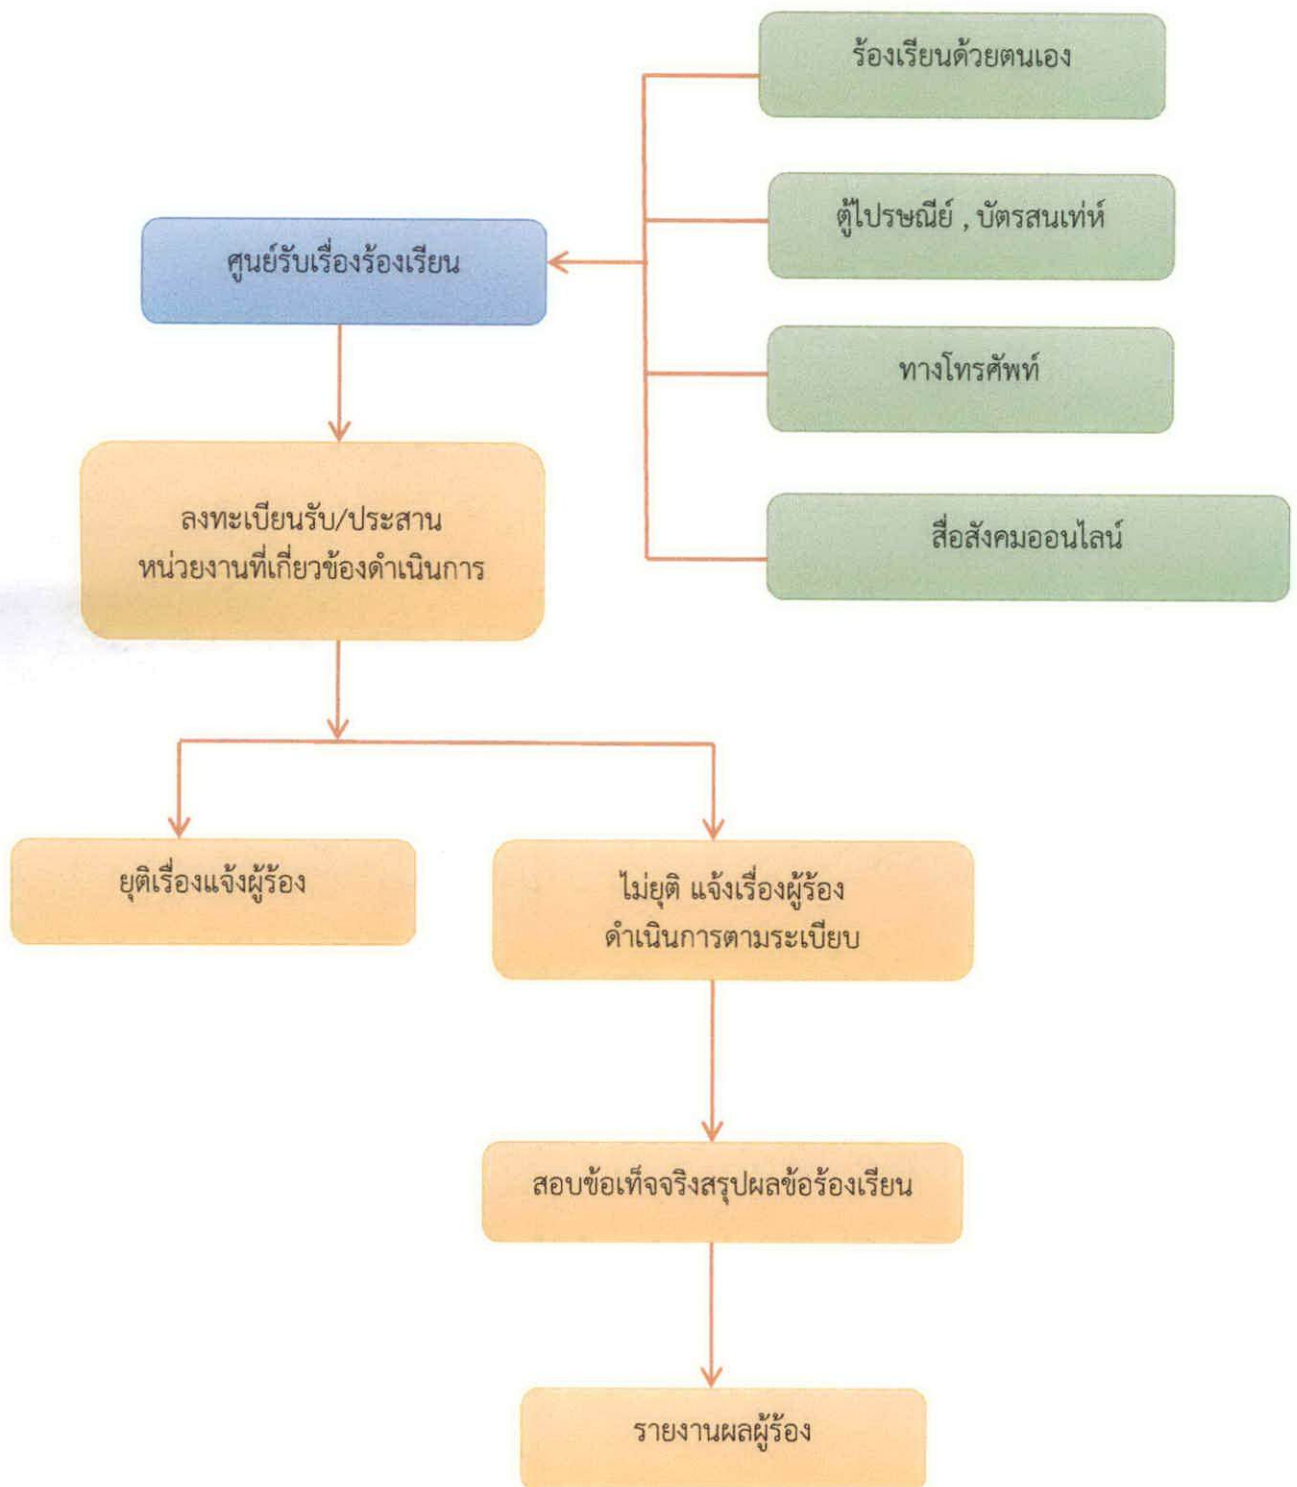 ร้องเรียนด้วยตนเอง
ตู้ไปรษณีย์ , บัตรสนเท่ห์
ศูนย์รับเรื่องร้องเรียน
ทางโทรศัพท์
ลงทะเบียนรับ/ประสาน
หน่วยงานที่เกี่ยวข้องดำเนินการ
สื่อสังคมออนไลน์
ยุติเรื่องแจ้งผู้ร้อง
ไม่ยุติ แจ้งเรื่องผู้ร้อง
ดำเนินการตามระเบียบ
สอบข้อเท็จจริงสรุปผลข้อร้องเรียน
รายงานผลผู้ร้อง